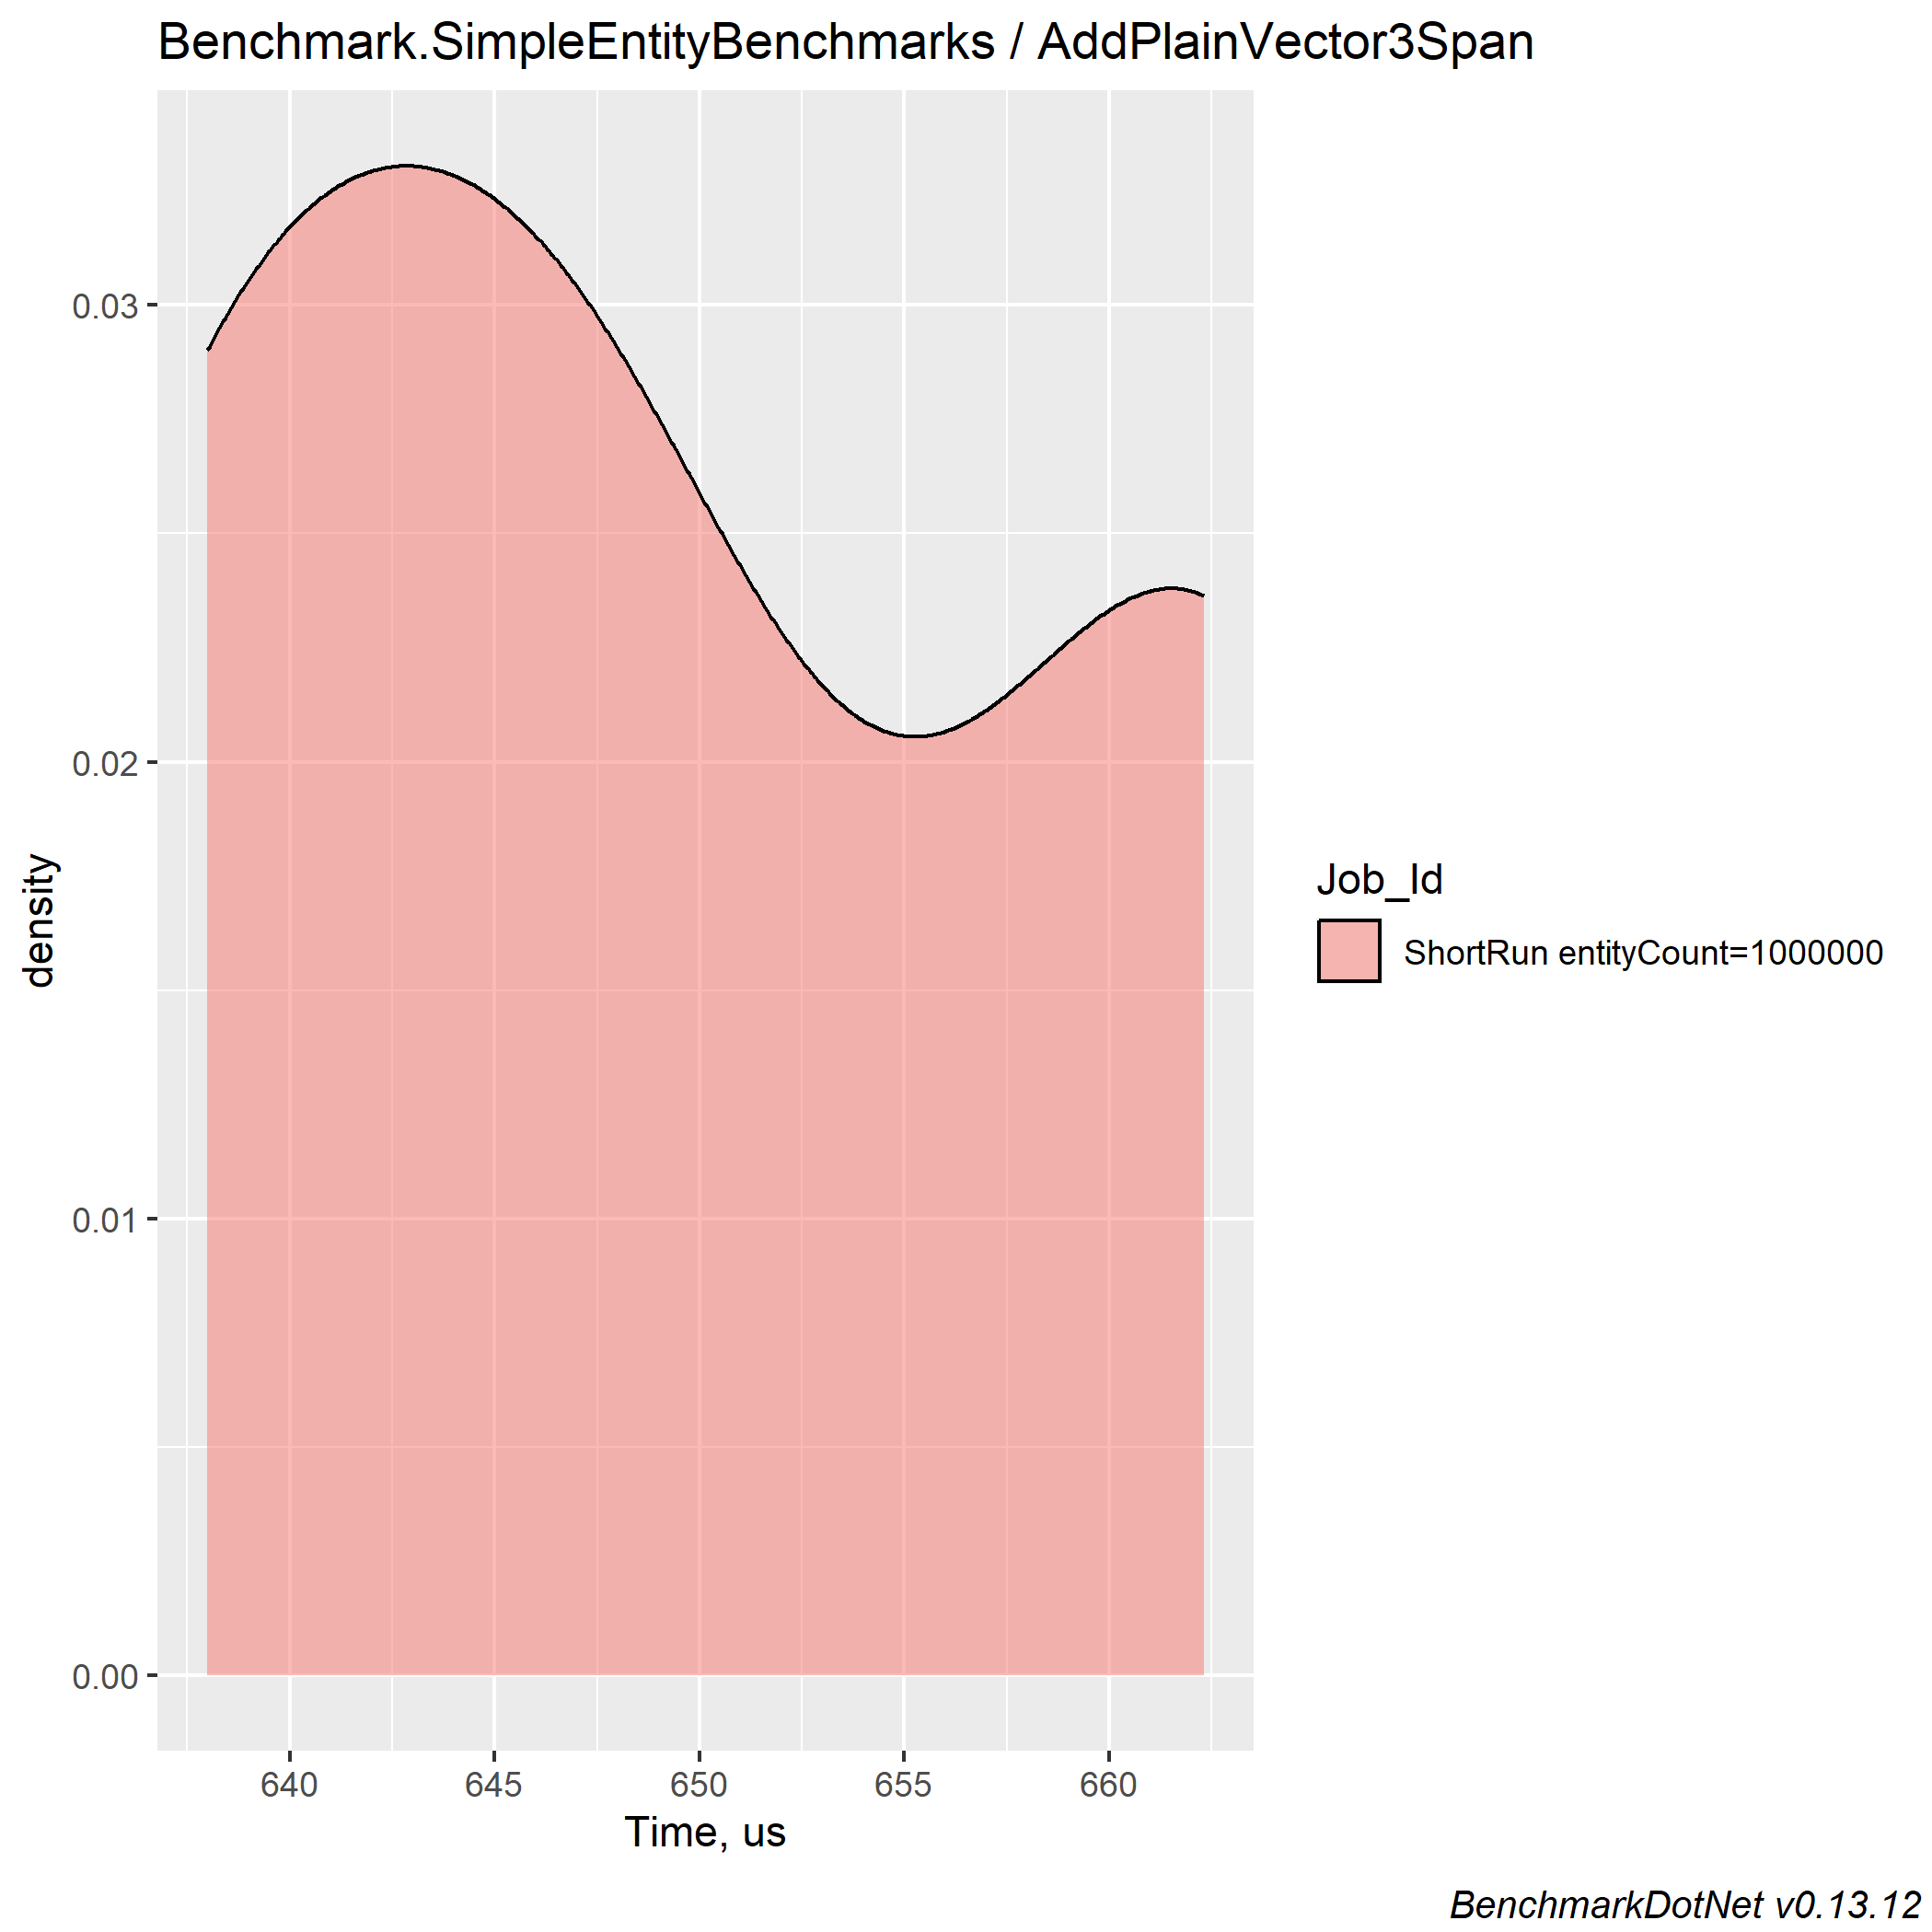 Benchmark.SimpleEntityBenchmarks / AddPlainVector3Span
0.03
0.02
0.01
0.00
density
640 645 650 655 660
Time, us
Job_Id
ShortRun entityCount=1000000
BenchmarkDotNet v0.13.12